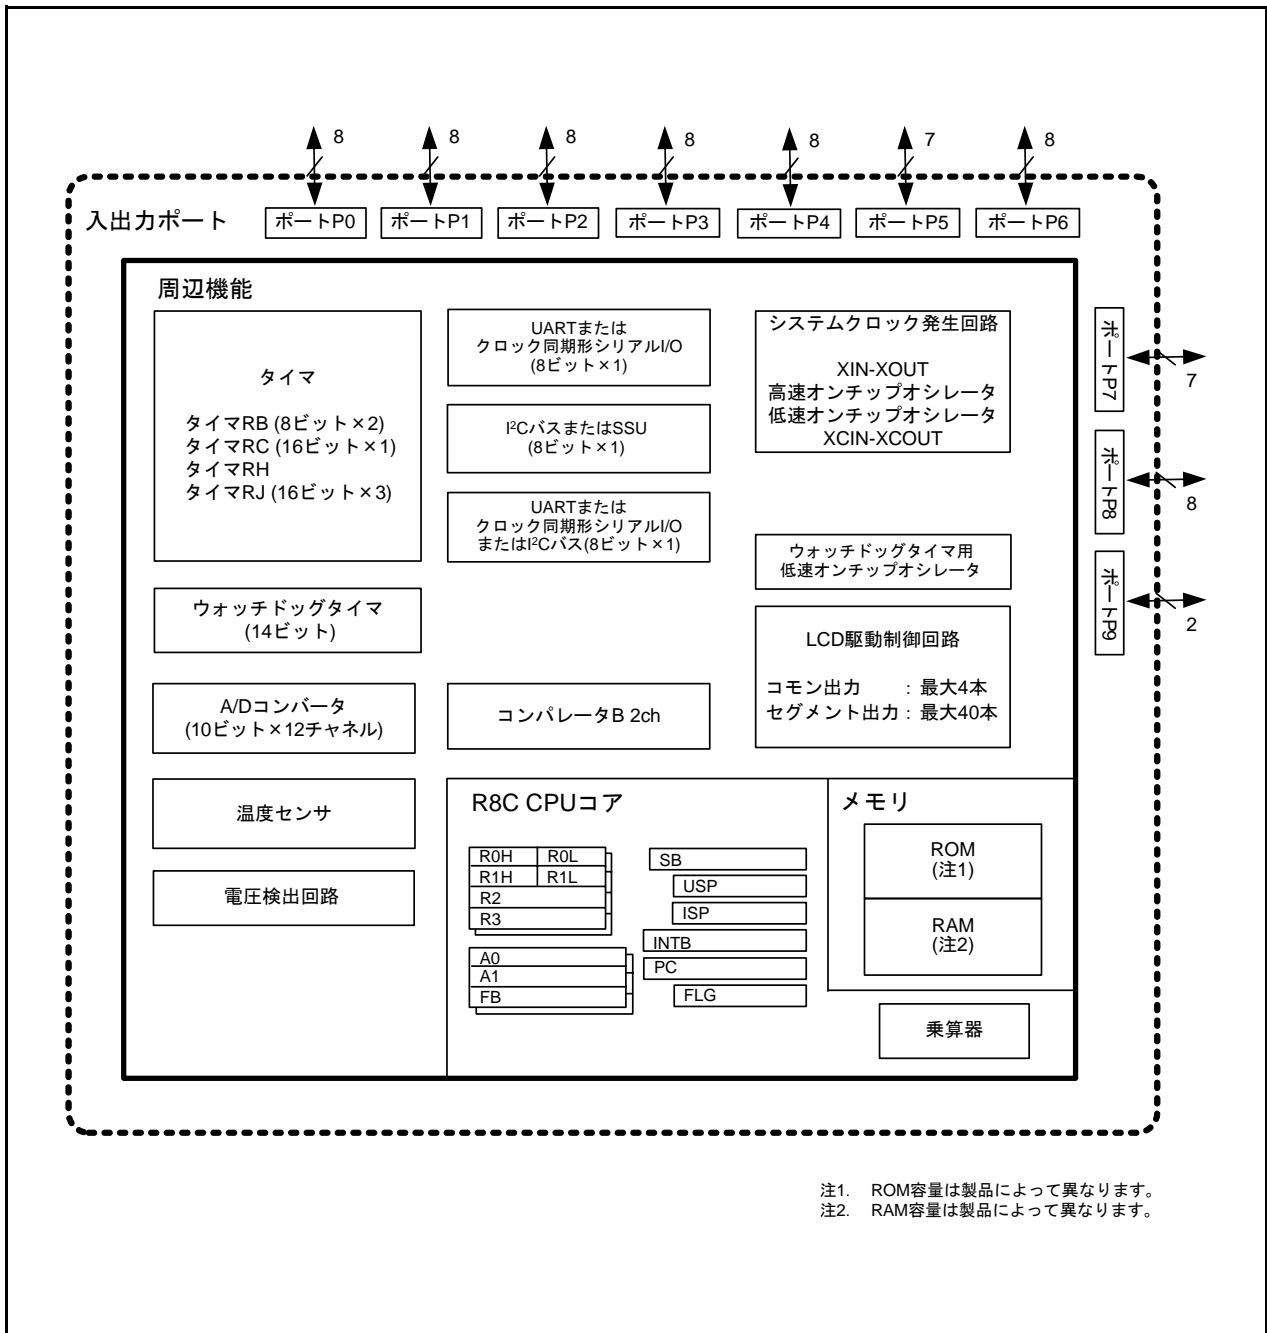 8 8 8 8 8 7 8
入出力ポート
ポートP0 ポートP1 ポートP2 ポートP3 ポートP4 ポートP5 ポートP6
周辺機能
タイマ
タイマRB (8ビット×2)
タイマRC (16ビット×1)
タイマRH
タイマRJ (16ビット×3)
ウォッチドッグタイマ
(14ビット)
A/Dコンバータ
(10ビット×12チャネル)
温度センサ
電圧検出回路
UARTまたは
クロック同期形シリアルI/O
(8ビット×1)
I²CバスまたはSSU
(8ビット×1)
UARTまたは
クロック同期形シリアルI/O
またはI²Cバス(8ビット×1)
コンパレータB 2ch
システムクロック発生回路
XIN-XOUT
高速オンチップオシレータ
低速オンチップオシレータ
XCIN-XCOUT
ウォッチドッグタイマ用
低速オンチップオシレータ
LCD駆動制御回路
コモン出力 : 最大4本
セグメント出力 : 最大40本
ポートP7
7
ポートP8
8
ポートP9
2
R8C CPUコア
R0H R0L
R1H R1L
R2
R3
A0
A1
FB
SB
USP
ISP
INTB
PC
FLG
メモリ
ROM
(注1)
RAM
(注2)
乗算器
注1. ROM容量は製品によって異なります。
注2. RAM容量は製品によって異なります。